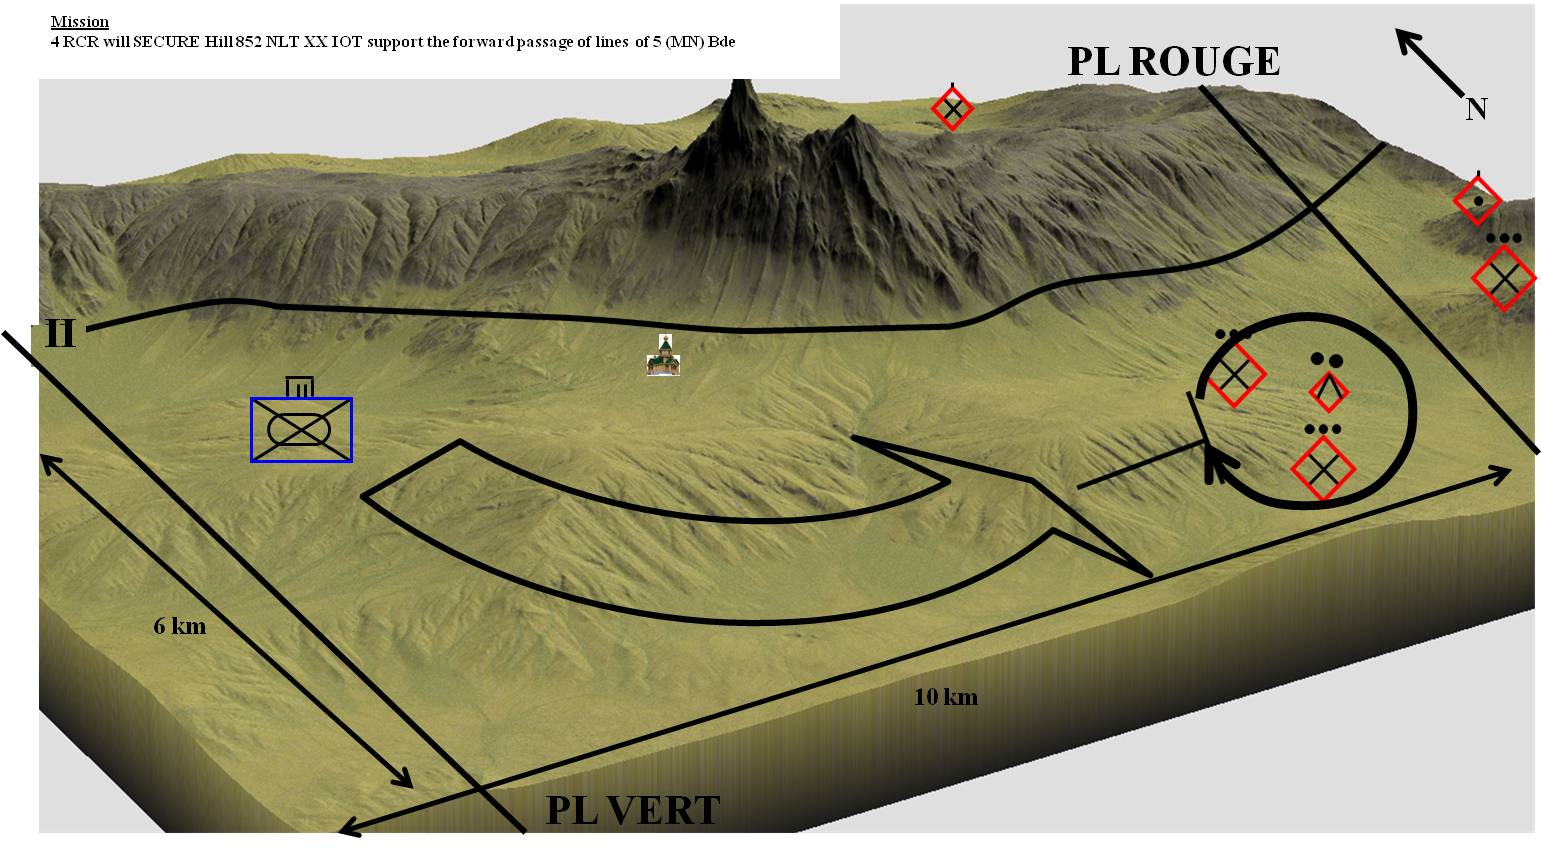 Mission
4 RCR will SECURE Hill 852 NLT XX IOT support the forward passage of lines of 5 (MN) Bde
PL ROUGE
N
II
6 km
10 km
PL VERT